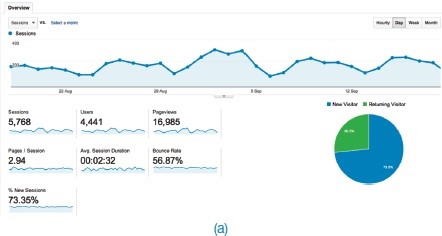 Overview
Sessions vs. Select a metric
Hourly Day Week Month
Sessions
400
200
22 Aug 29 Aug 5 Sep 12 Sep
New Visitor Returning Visitor
Sessions Users Pageviews
5,768 4,441 16,985
Pages / Session Avg. Session Duration Bounce Rate
2.94 00:02:32 56.87%
% New Sessions
73.35%
(a)